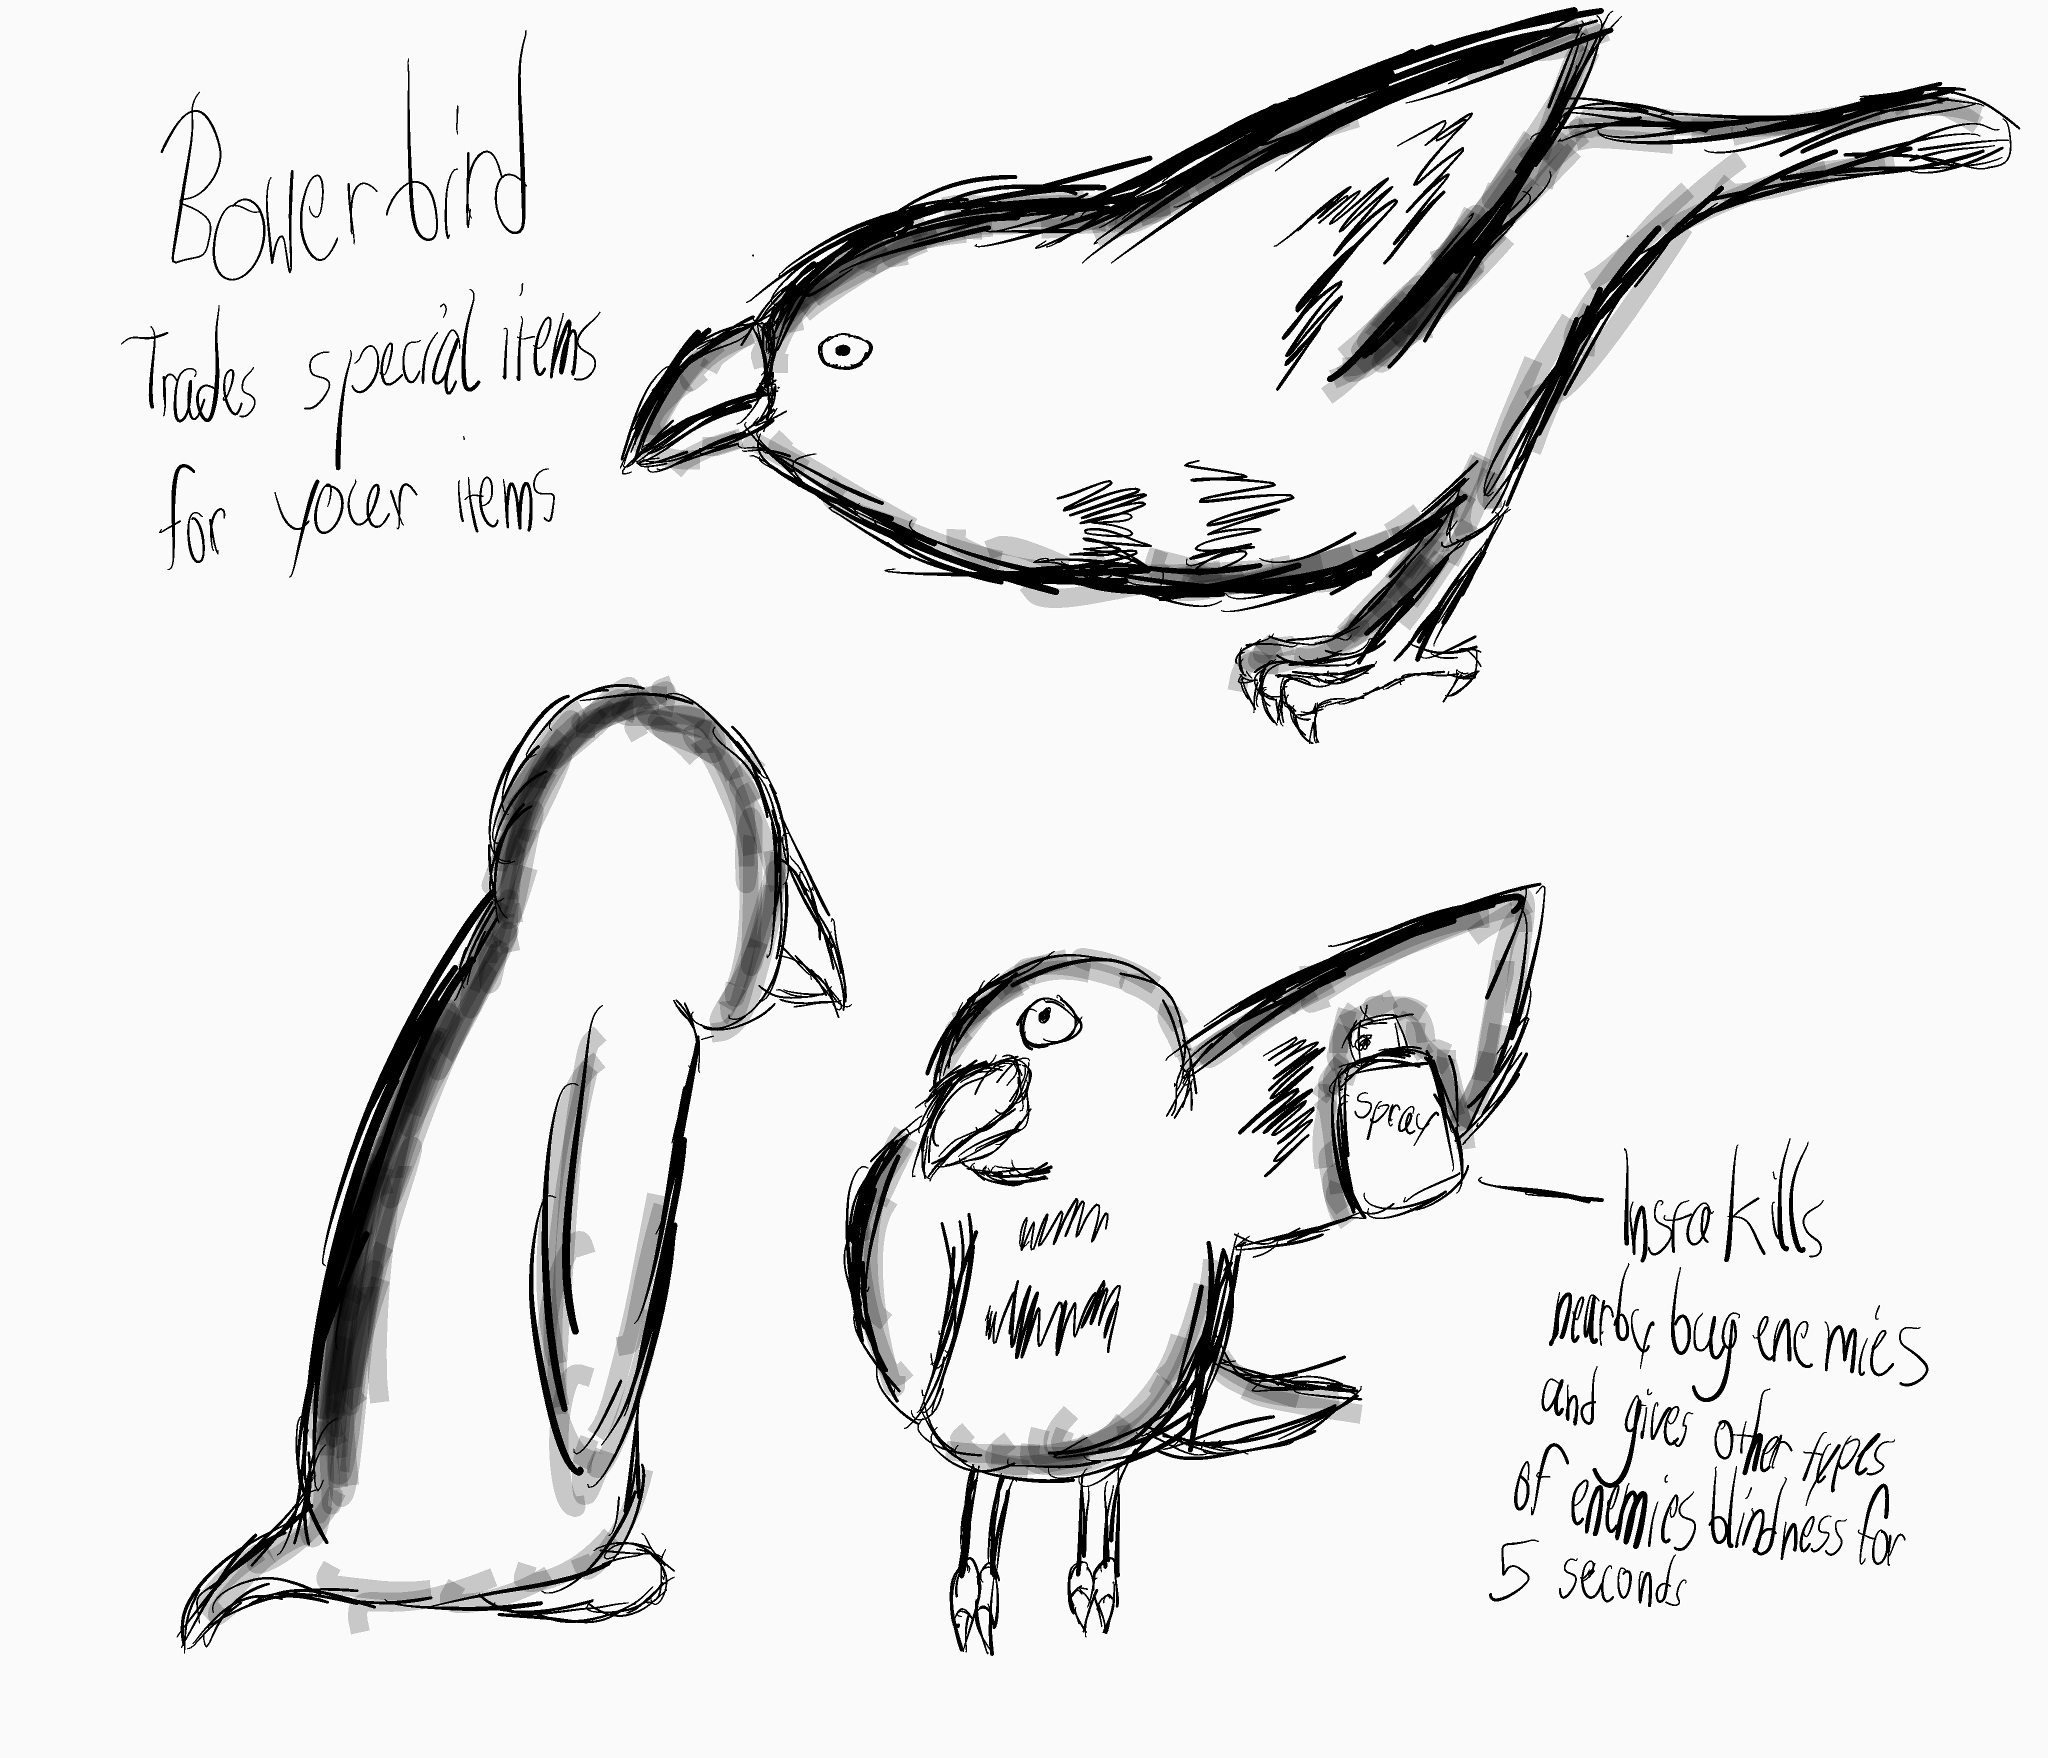 Bowerbird
Trades special items
for your items
Spray
Insta kills
nearby bug enemies
and gives other types
of enemies blindness for
5 seconds